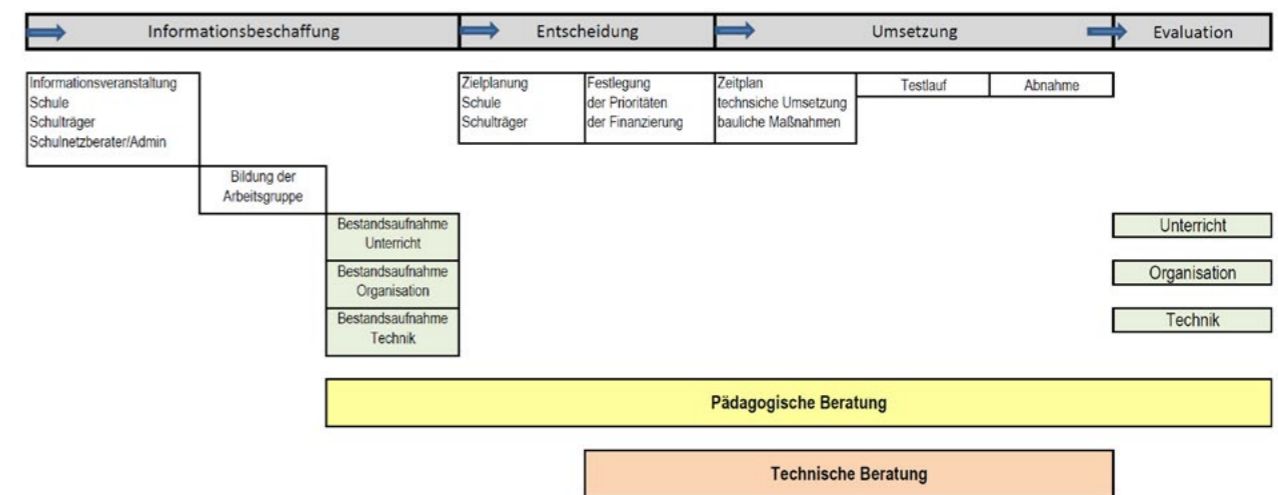 Informationsbeschaffung
Entscheidung
Umsetzung
Evaluation
Informationsveranstaltung
Schule
Schulträger
Schulnetzberater/Admin
Bildung der
Arbeitsgruppe
Bestandsaufnahme
Unterricht
Bestandsaufnahme
Organisation
Bestandsaufnahme
Technik
Zielplanung
Schule
Schulträger
Festlegung
der Prioritäten
der Finanzierung
Zeitplan
technsiche Umsetzung
bauliche Maßnahmen
Testlauf
Abnahme
Unterricht
Organisation
Technik
Pädagogische Beratung
Technische Beratung